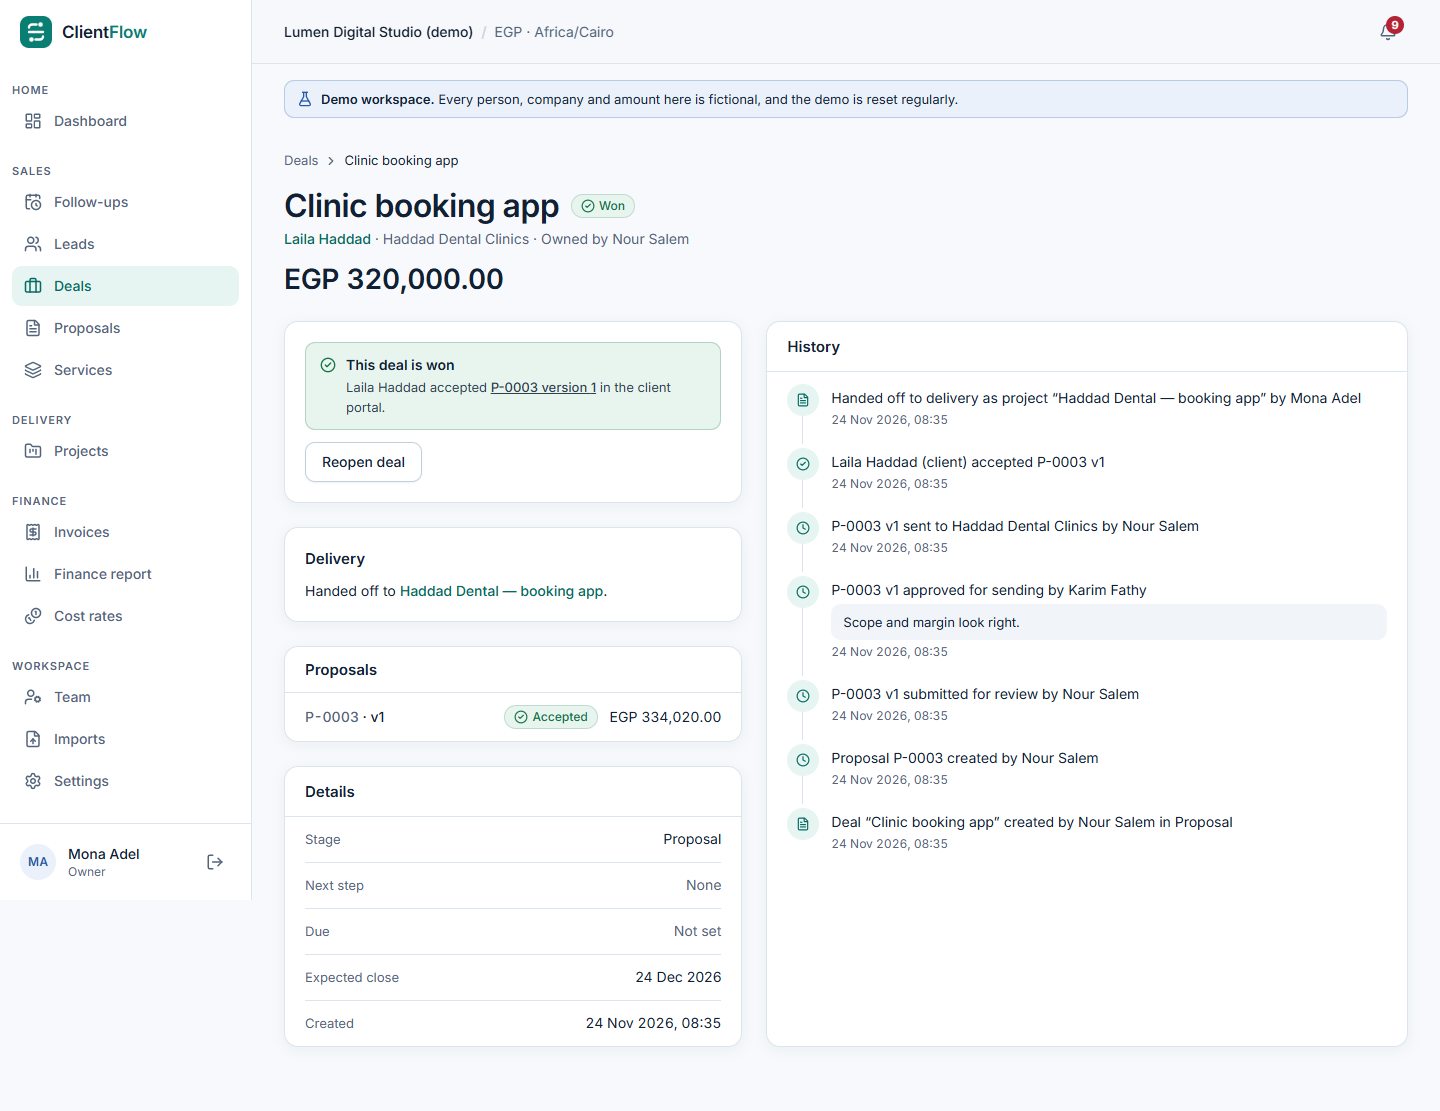 ClientFlow
HOME
Dashboard
SALES
Follow-ups
Leads
Deals
Proposals
Services
DELIVERY
Projects
FINANCE
Invoices
Finance report
Cost rates
WORKSPACE
Team
Imports
Settings
MA
Mona Adel
Owner
Lumen Digital Studio (demo) / EGP · Africa/Cairo
9
Demo workspace. Every person, company and amount here is fictional, and the demo is reset regularly.
Deals > Clinic booking app
Clinic booking app
Won
Laila Haddad · Haddad Dental Clinics · Owned by Nour Salem
EGP 320,000.00
This deal is won
Laila Haddad accepted P-0003 version 1 in the client
portal.
Reopen deal
Delivery
Handed off to Haddad Dental — booking app.
Proposals
P-0003 · v1
Accepted
EGP 334,020.00
Details
Stage
Proposal
Next step
None
Due
Not set
Expected close
24 Dec 2026
Created
24 Nov 2026, 08:35
History
Handed off to delivery as project “Haddad Dental — booking app” by Mona Adel
24 Nov 2026, 08:35
Laila Haddad (client) accepted P-0003 v1
24 Nov 2026, 08:35
P-0003 v1 sent to Haddad Dental Clinics by Nour Salem
24 Nov 2026, 08:35
P-0003 v1 approved for sending by Karim Fathy
Scope and margin look right.
24 Nov 2026, 08:35
P-0003 v1 submitted for review by Nour Salem
24 Nov 2026, 08:35
Proposal P-0003 created by Nour Salem
24 Nov 2026, 08:35
Deal “Clinic booking app” created by Nour Salem in Proposal
24 Nov 2026, 08:35